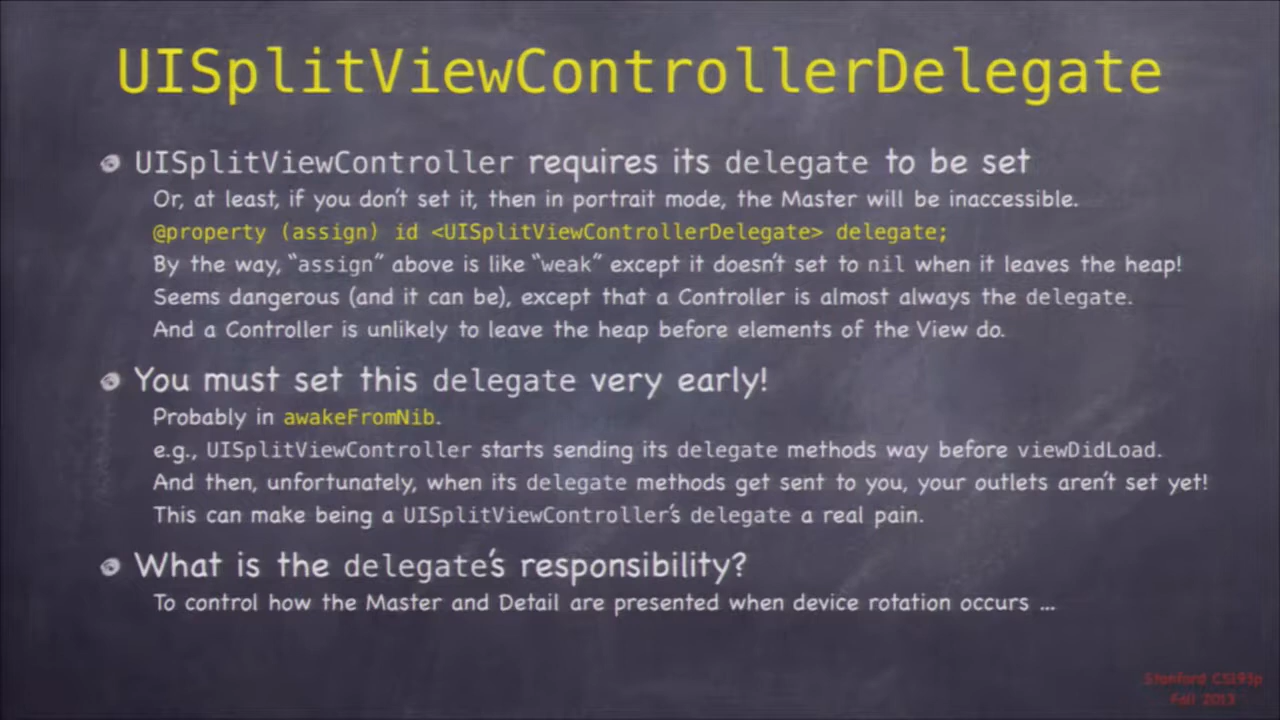 UISplitViewControllerDelegate
UISplitViewController requires its delegate to be set
Or, at least, if you don't set it, then in portrait mode, the Master will be inaccessible.
@property (assign) id <UISplitViewControllerDelegate> delegate;
By the way, “assign” above is like “weak” except it doesn't set to nil when it leaves the heap!
Seems dangerous (and it can be), except that a Controller is almost always the delegate.
And a Controller is unlikely to leave the heap before elements of the View do.
You must set this delegate very early!
Probably in awakeFromNib.
e.g., UISplitViewController starts sending its delegate methods way before viewDidLoad.
And then, unfortunately, when its delegate methods get sent to you, your outlets aren't set yet!
This can make being a UISplitViewController's delegate a real pain.
What is the delegate's responsibility?
To control how the Master and Detail are presented when device rotation occurs ...
Stanford CS193p
Fall 2013